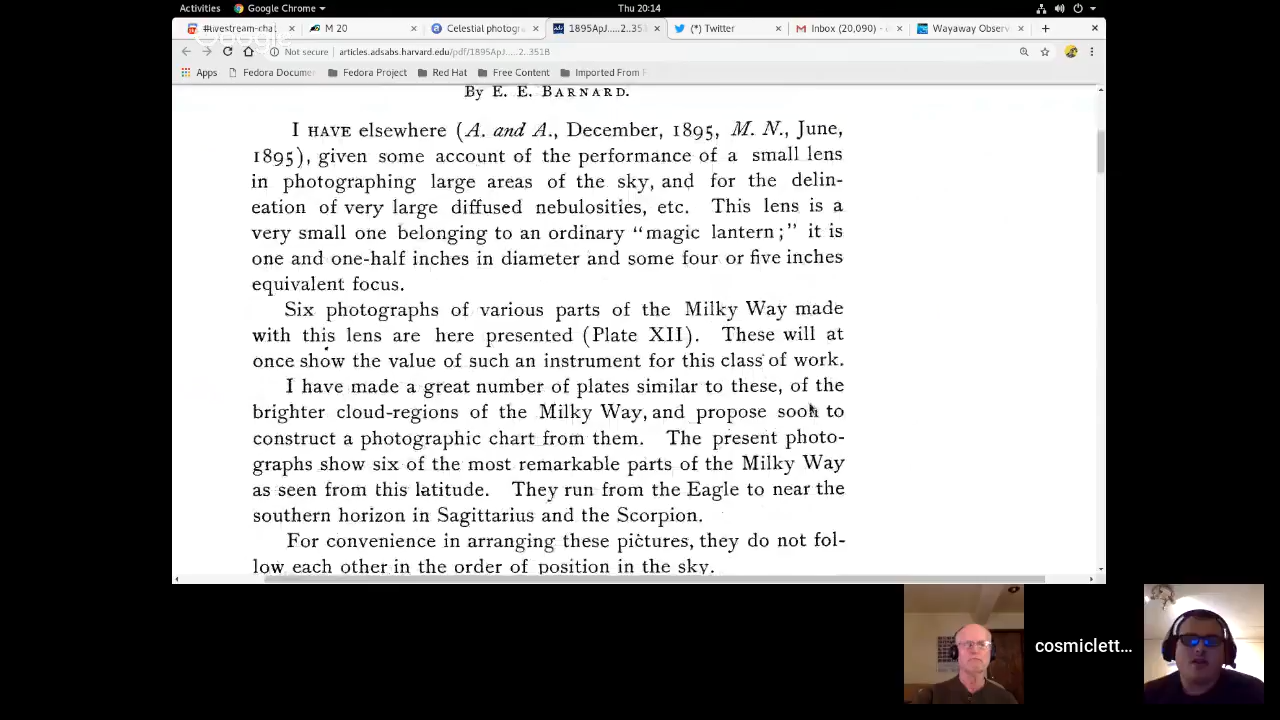 Activities Google Chrome Thu 20:14
#livestream-chat M 20 Celestial photogr 1895ApJ.....2..351B (*) Twitter Inbox (20,090) - Wayaway Observ
Google
Not secure articles.adsabs.harvard.edu/pdf/1895ApJ.....2..351B
Apps Fedora Docume Fedora Project Red Hat Free Content Imported From F
By E. E. BARNARD.
I HAVE elsewhere (A. and A., December, 1895, M. N., June,
1895), given some account of the performance of a small lens
in photographing large areas of the sky, and for the delin-
eation of very large diffused nebulosities, etc. This lens is a
very small one belonging to an ordinary "magic lantern;" it is
one and one-half inches in diameter and some four or five inches
equivalent focus.
Six photographs of various parts of the Milky Way made
with this lens are here presented (Plate XII). These will at
once show the value of such an instrument for this class of work.
I have made a great number of plates similar to these, of the
brighter cloud-regions of the Milky Way, and propose soon to
construct a photographic chart from them. The present photo-
graphs show six of the most remarkable parts of the Milky Way
as seen from this latitude. They run from the Eagle to near the
southern horizon in Sagittarius and the Scorpion.
For convenience in arranging these pictures, they do not fol-
low each other in the order of position in the sky.
cosmiclett...